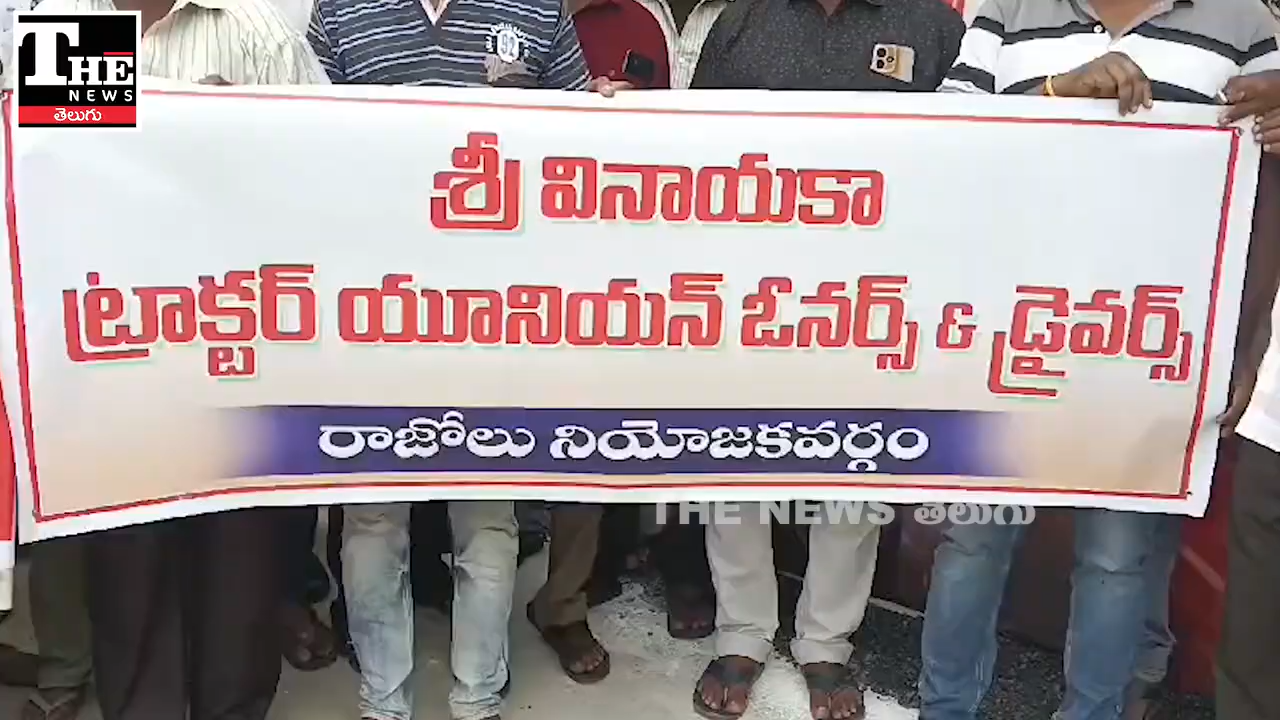 THE
NEWS
తెలుగు
శ్రీ వినాయకా
ట్రాక్టర్ యూనియన్ ఓనర్స్ & డ్రైవర్స్
రాజోలు నియోజకవర్గం
THE NEWS తెలుగు